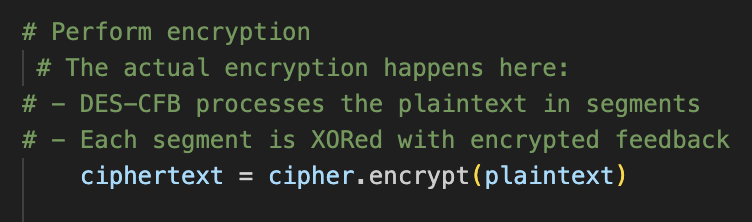 # Perform encryption
# The actual encryption happens here:
# - DES-CFB processes the plaintext in segments
# - Each segment is XORed with encrypted feedback
ciphertext = cipher.encrypt(plaintext)